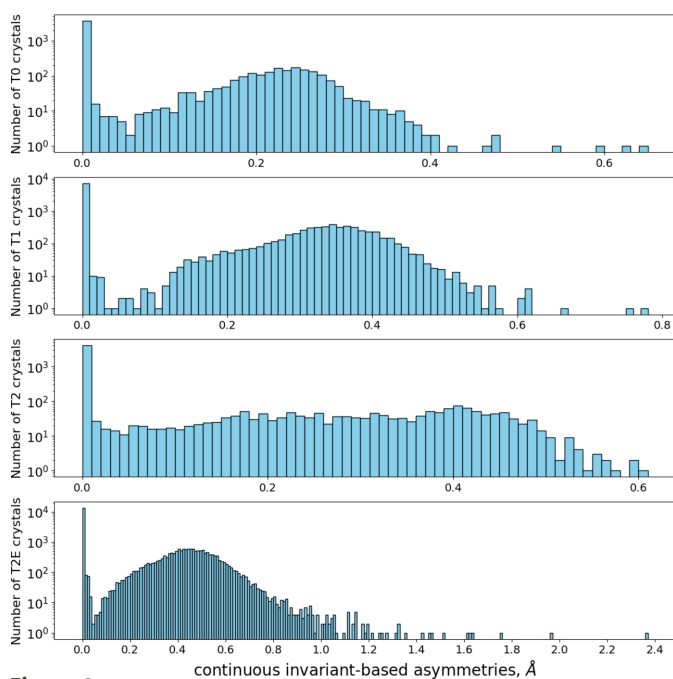 Number of T0 crystals
10³
10²
10¹
10⁰
0.0 0.2 0.4 0.6
Number of T1 crystals
10⁴
10³
10²
10¹
10⁰
0.0 0.2 0.4 0.6 0.8
Number of T2 crystals
10³
10²
10¹
10⁰
0.0 0.2 0.4 0.6
Number of T2E crystals
10⁴
10³
10²
10¹
10⁰
0.0 0.2 0.4 0.6 0.8 1.0 1.2 1.4 1.6 1.8 2.0 2.2 2.4
continuous invariant-based asymmetries, Å